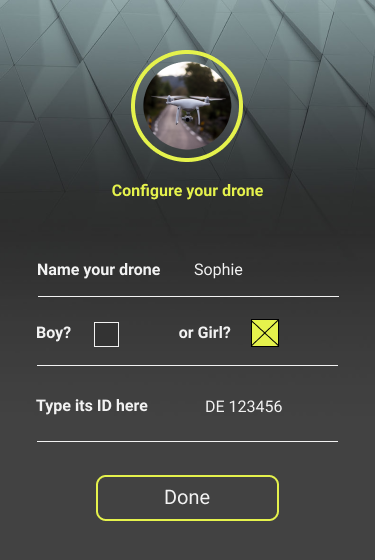 Configure your drone
Name your drone Sophie
Boy? or Girl?
Type its ID here DE 123456
Done